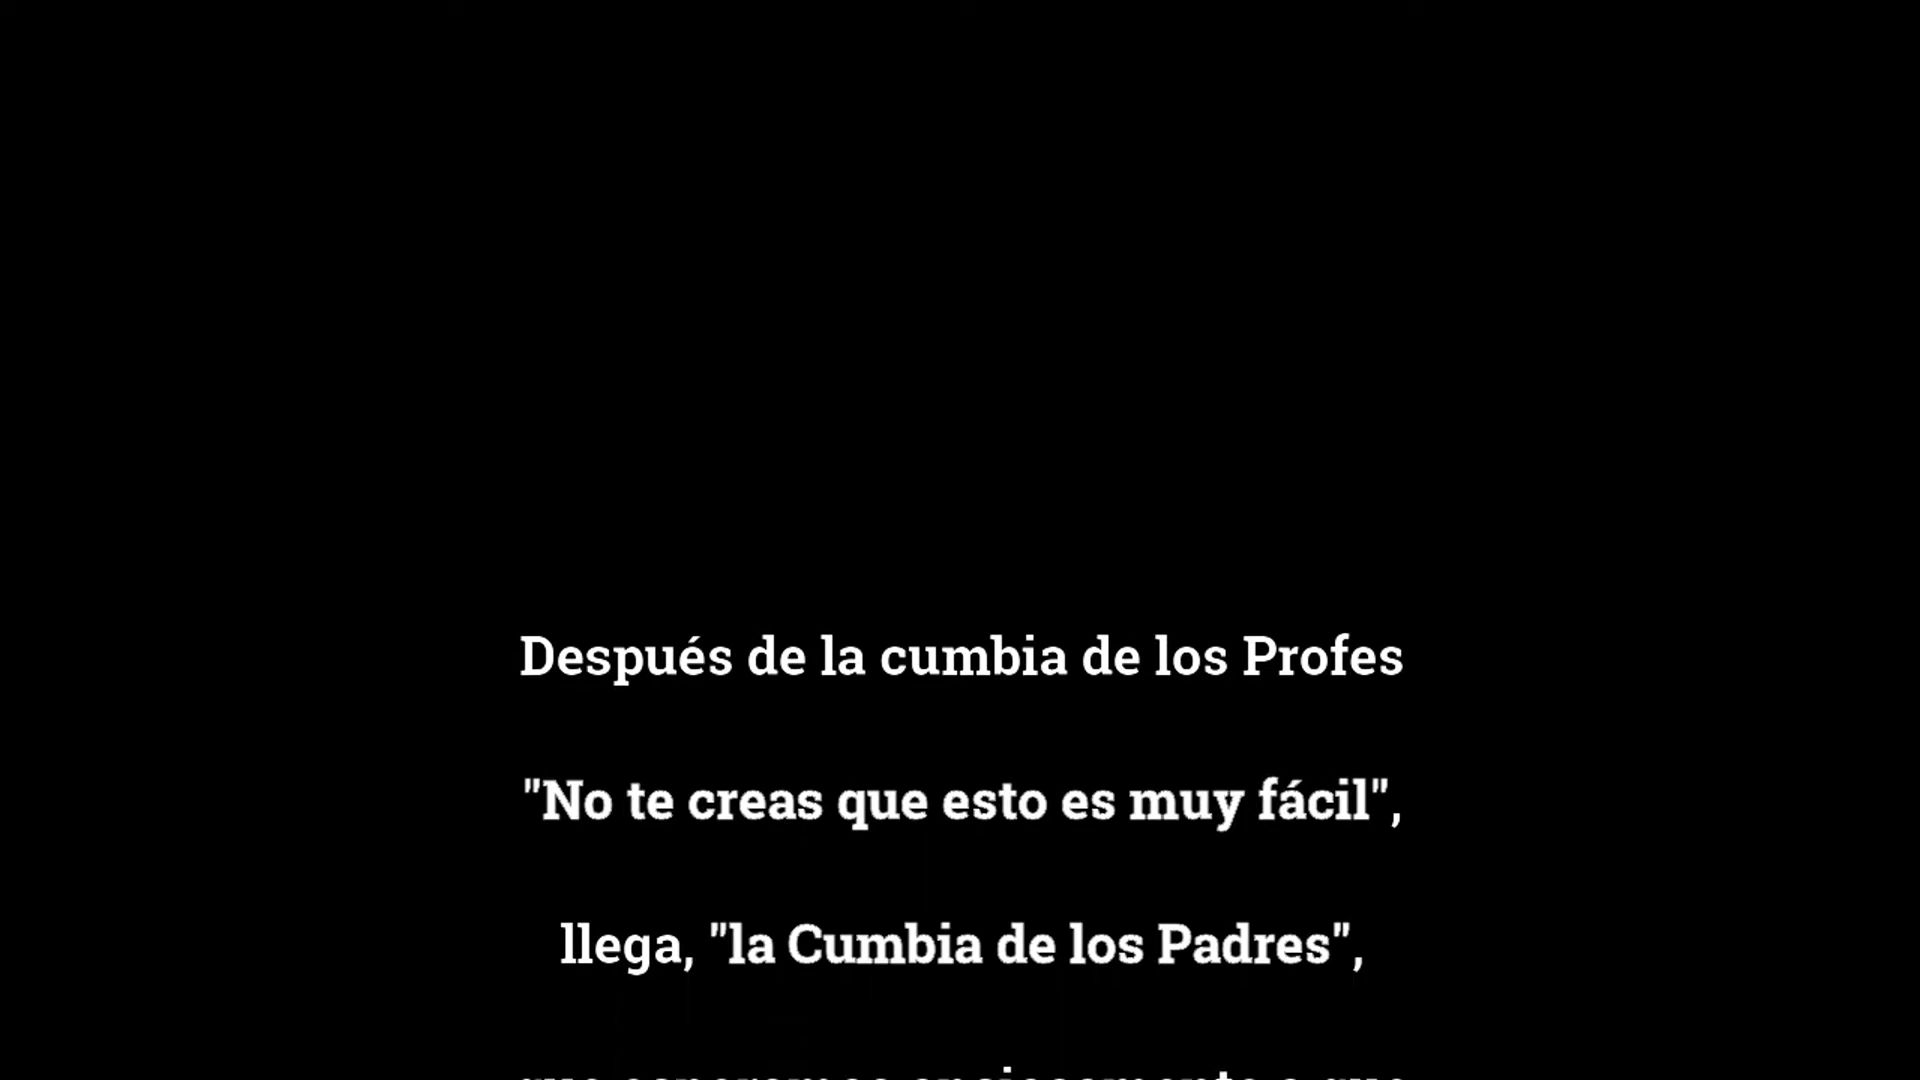 Después de la cumbia de los Profes
"No te creas que esto es muy fácil",
llega, "la Cumbia de los Padres",